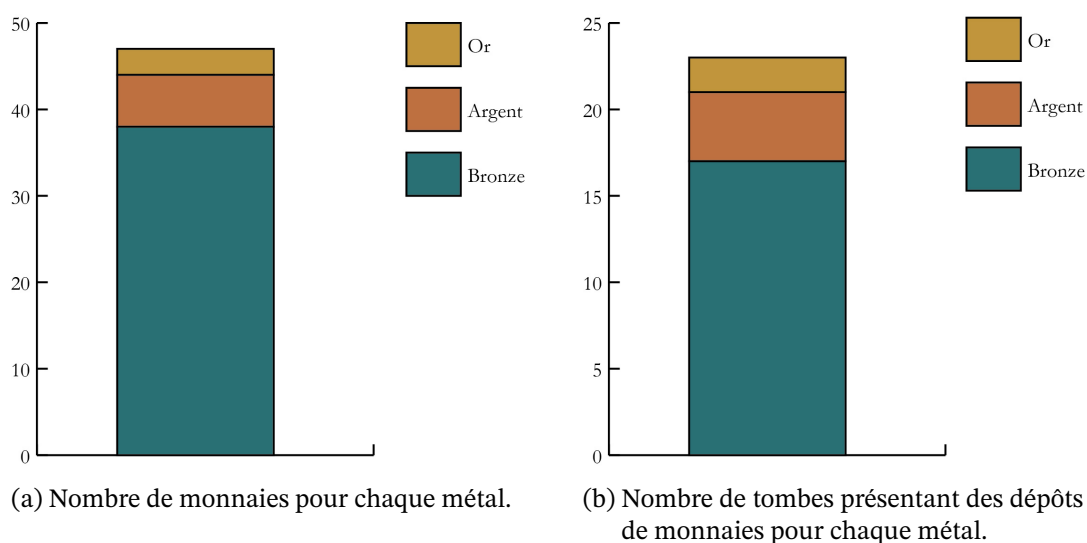 50
40
30
20
10
0
Or
Argent
Bronze
(a) Nombre de monnaies pour chaque métal.
25
20
15
10
5
0
Or
Argent
Bronze
(b) Nombre de tombes présentant des dépôts
de monnaies pour chaque métal.